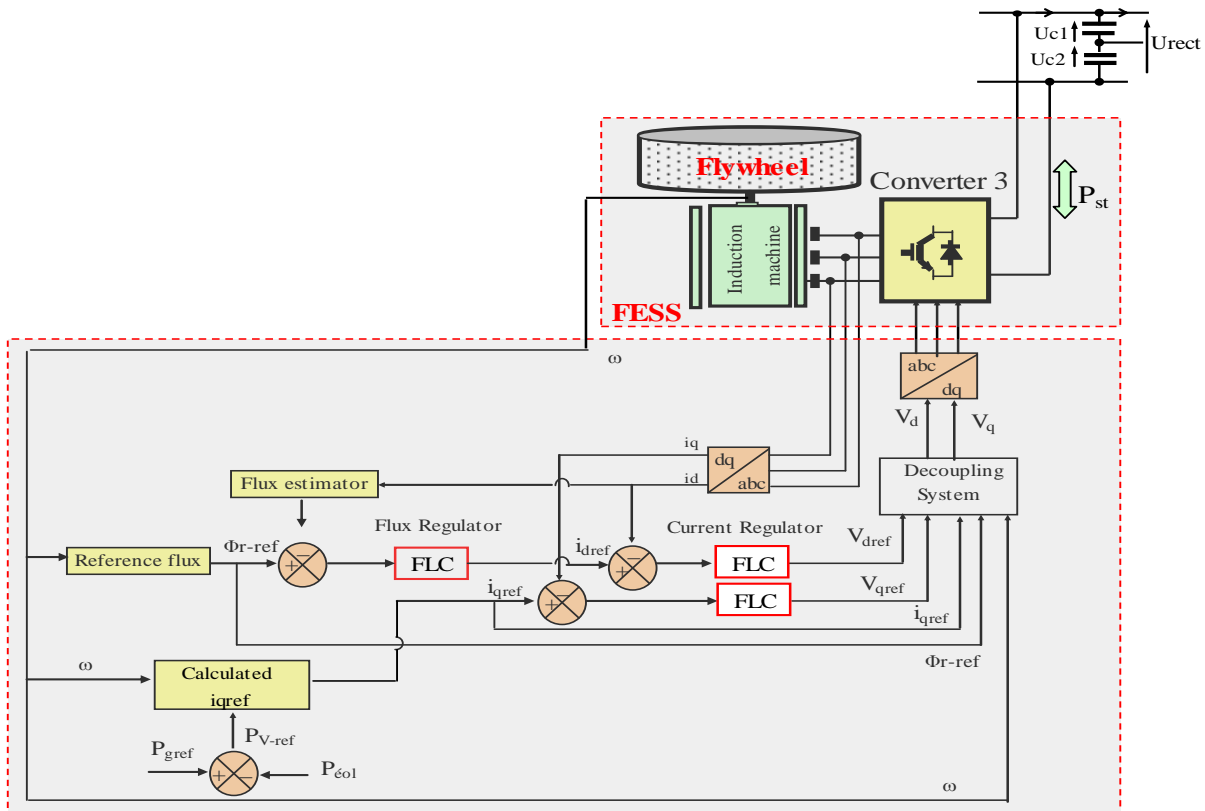 Uc1
Uc2
Urect
Flywheel
Converter 3
Pst
Induction
machine
FESS
ω
abc
dq
Vd
Vq
iq
id
dq
abc
Decoupling
System
Flux estimator
Flux Regulator
Current Regulator
Reference flux
Φr-ref
+
−
FLC
idref
+
−
FLC
Vdref
iqref
+
−
FLC
Vqref
iqref
Φr-ref
ω
Calculated
iqref
PV-ref
Pgref
+
−
Péol
ω